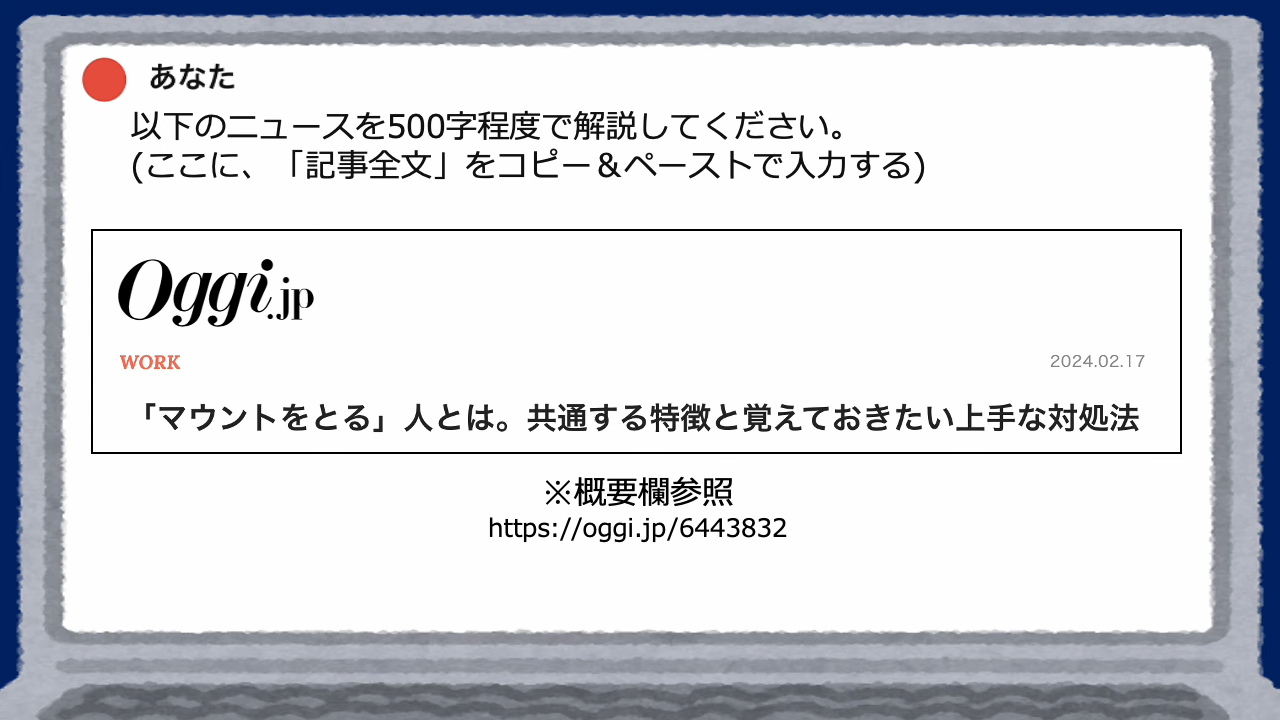 あなた
以下のニュースを500字程度で解説してください。
(ここに、「記事全文」をコピー＆ペーストで入力する)
Oggi.jp
WORK
2024.02.17
「マウントをとる」人とは。共通する特徴と覚えておきたい上手な対処法
※概要欄参照
https://oggi.jp/6443832